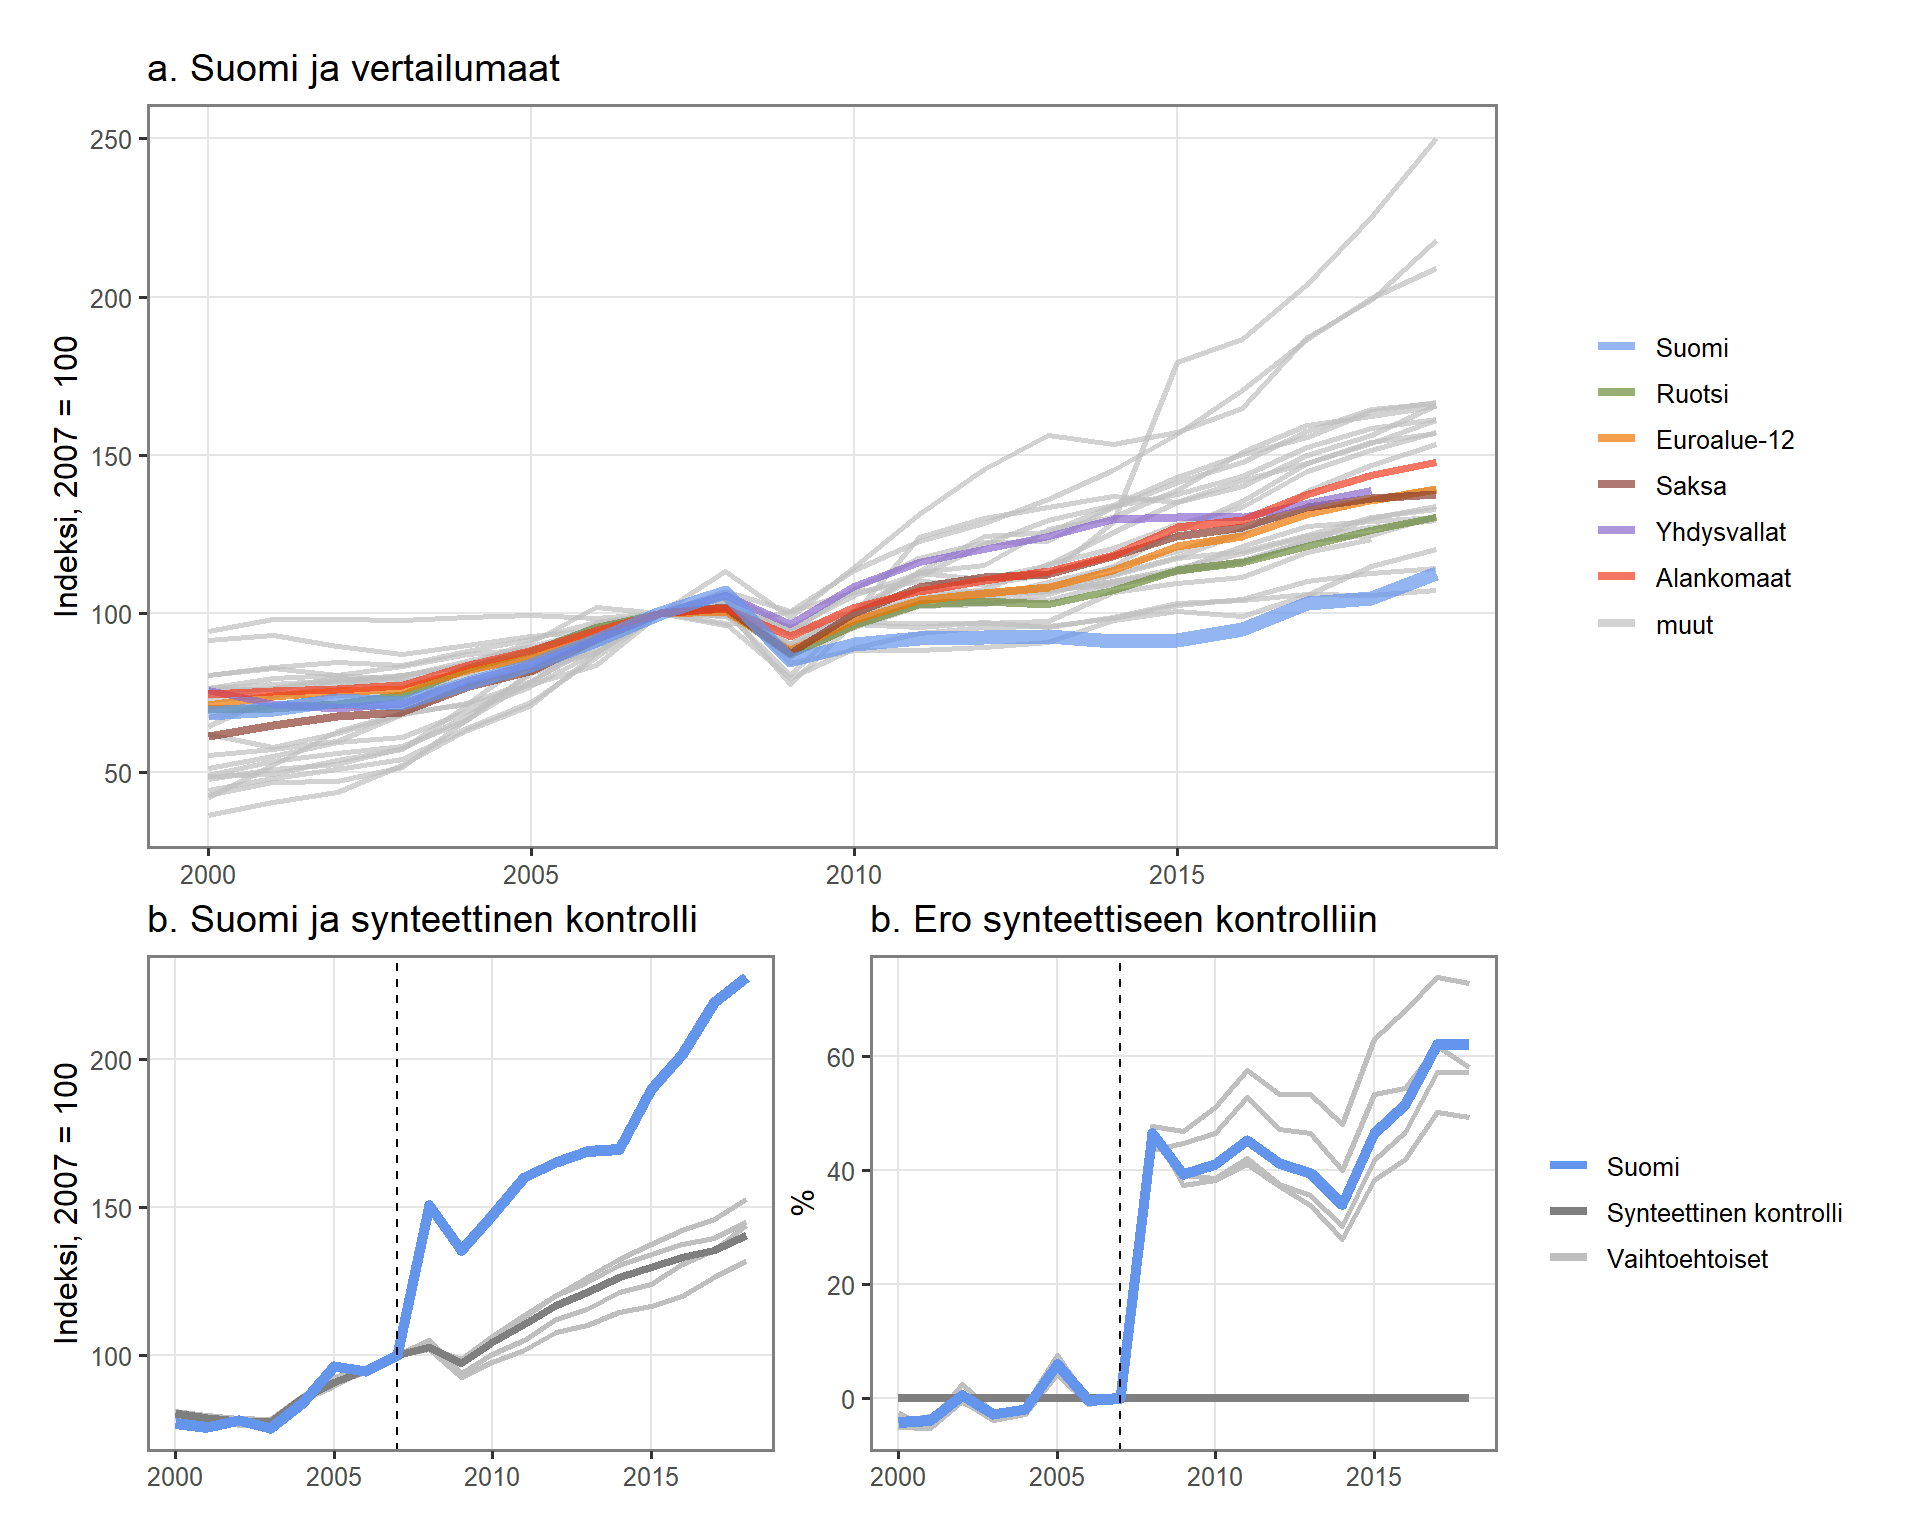 a. Suomi ja vertailumaat
Indeksi, 2007 = 100
250
200
150
100
50
2000 2005 2010 2015
Suomi
Ruotsi
Euroalue-12
Saksa
Yhdysvallat
Alankomaat
muut
b. Suomi ja synteettinen kontrolli
Indeksi, 2007 = 100
200
150
100
2000 2005 2010 2015
b. Ero synteettiseen kontrolliin
%
60
40
20
0
2000 2005 2010 2015
Suomi
Synteettinen kontrolli
Vaihtoehtoiset